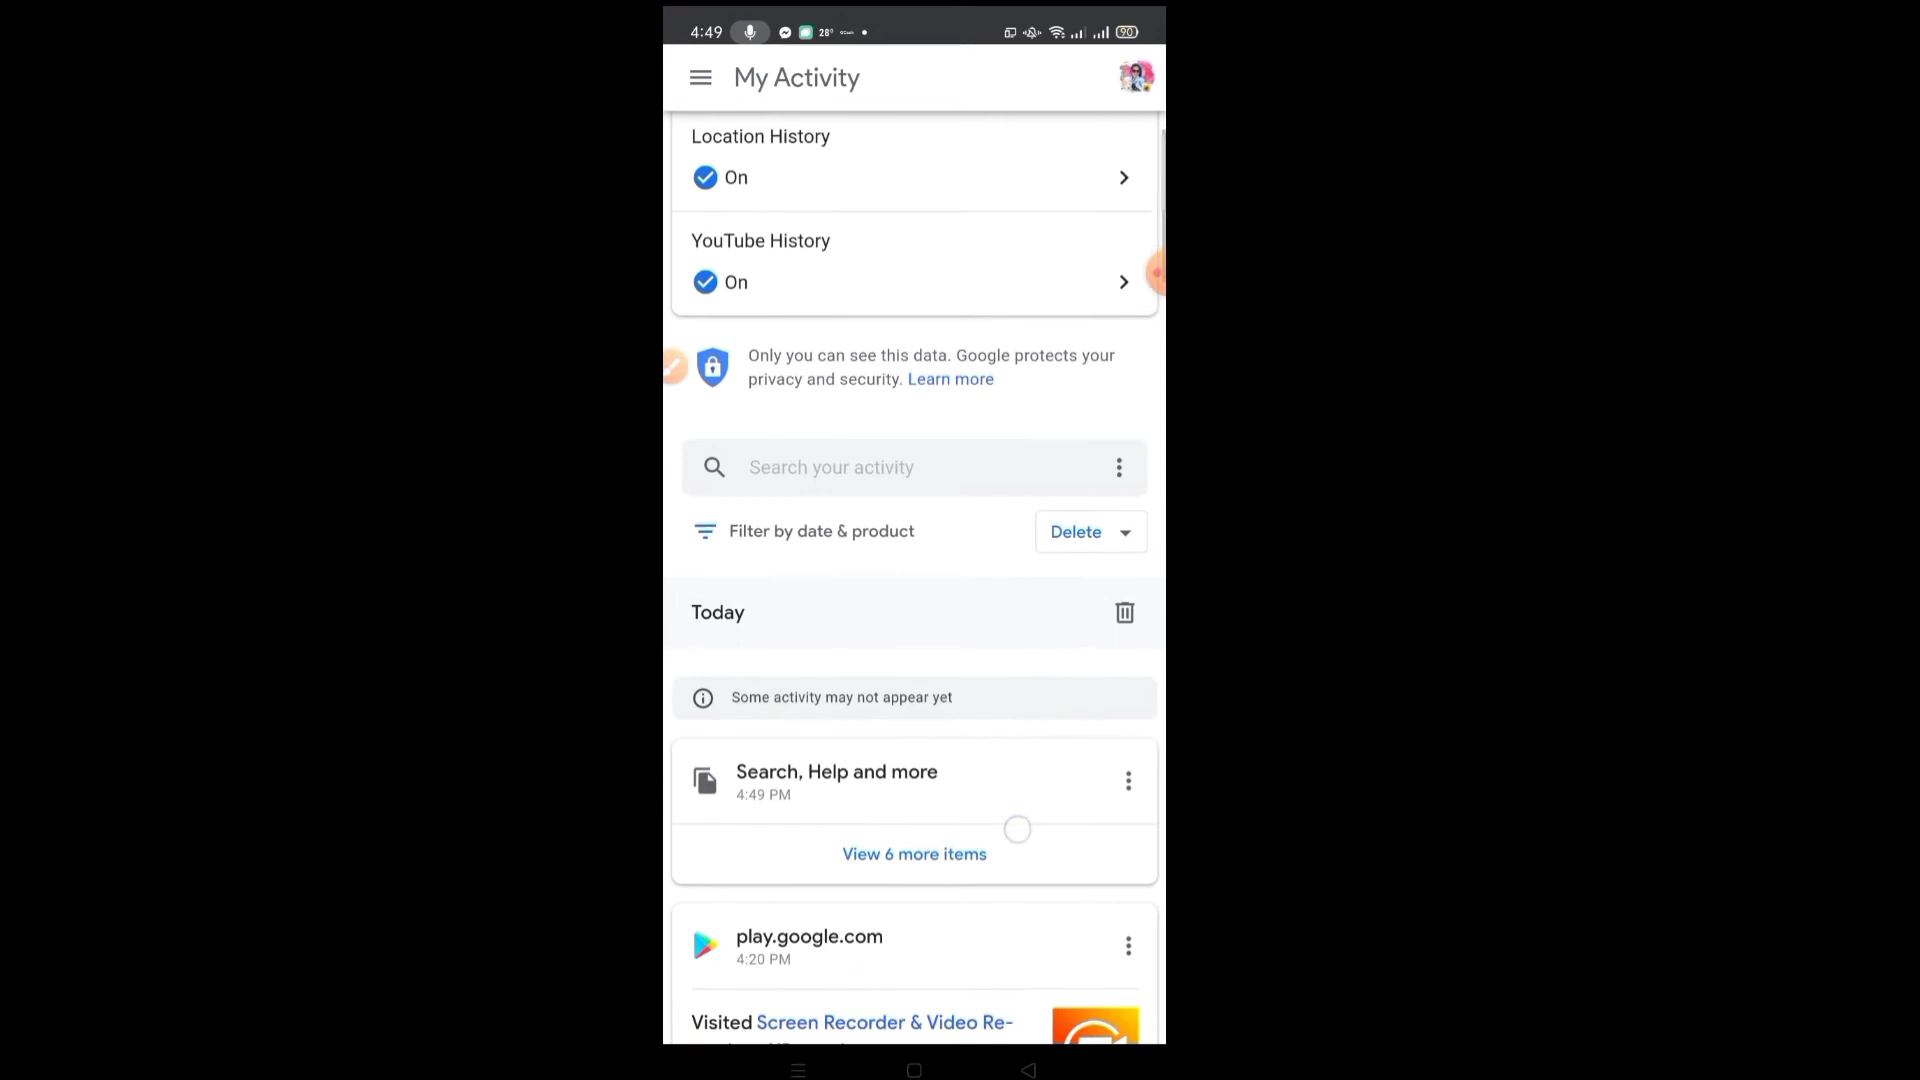 4:49 28° 90
My Activity
Location History
On
YouTube History
On
Only you can see this data. Google protects your
privacy and security. Learn more
Search your activity
Filter by date & product Delete
Today
Some activity may not appear yet
Search, Help and more
4:49 PM
View 6 more items
play.google.com
4:20 PM
Visited Screen Recorder & Video Re-